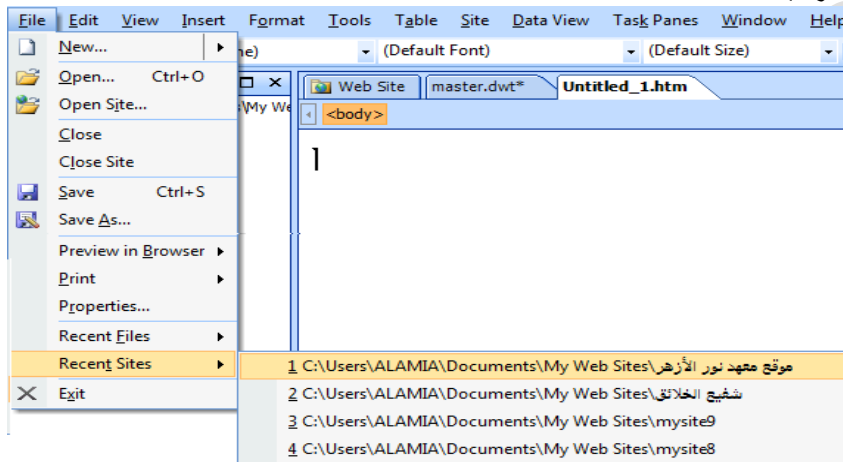 File Edit View Insert Format Tools Table Site Data View Task Panes Window Help
New...
(Default Font) (Default Size)
Open... Ctrl+O
Web Site master.dwt* Untitled_1.htm
Open Site...
<body>
Close
Close Site
Save Ctrl+S
Save As...
Preview in Browser
Print
Properties...
Recent Files
Recent Sites
1 C:\Users\ALAMIA\Documents\My Web Sites\موقع معهد نور الأزهر
Exit
2 C:\Users\ALAMIA\Documents\My Web Sites\شفيع الخلائق
3 C:\Users\ALAMIA\Documents\My Web Sites\mysite9
4 C:\Users\ALAMIA\Documents\My Web Sites\mysite8